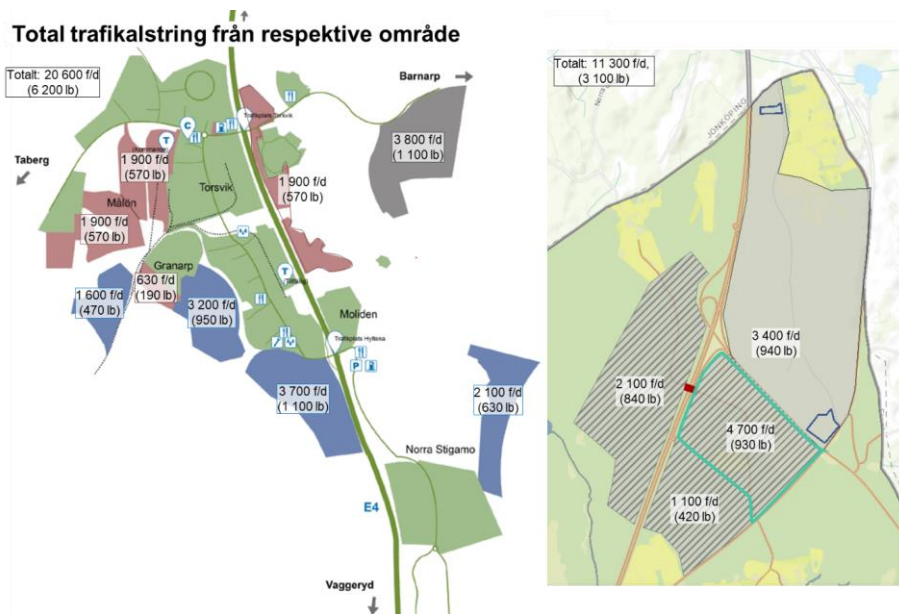 Total trafikalstring från respektive område
Totalt: 20 600 f/d
(6 200 lb)
Barnarp
Trafikplats Torsvik
C
T
3 800 f/d
(1 100 lb)
1 900 f/d
(570 lb)
Taberg
Torsvik
1 900 f/d
(570 lb)
Målön
1 900 f/d
(570 lb)
Granarp
T
630 f/d
(190 lb)
1 600 f/d
(470 lb)
3 200 f/d
(950 lb)
Moliden
Trafikplats Hyltena
P
3 700 f/d
(1 100 lb)
2 100 f/d
(630 lb)
Norra Stigamo
E4
Vaggeryd
Totalt: 11 300 f/d,
(3 100 lb)
JÖNKÖPING
3 400 f/d
(940 lb)
2 100 f/d
(840 lb)
4 700 f/d
(930 lb)
1 100 f/d
(420 lb)